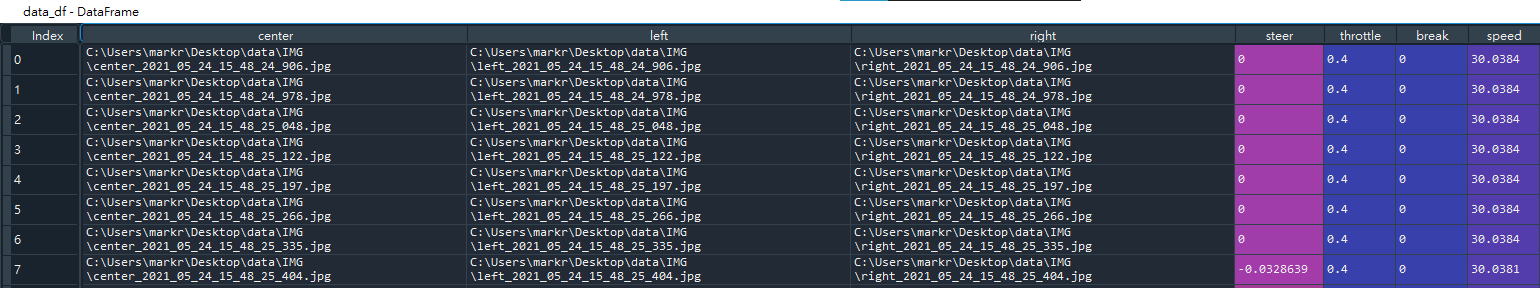 data_df - DataFrame
Index center left right steer throttle break speed
0 C:\Users\markr\Desktop\data\IMG\center_2021_05_24_15_48_24_906.jpg C:\Users\markr\Desktop\data\IMG\left_2021_05_24_15_48_24_906.jpg C:\Users\markr\Desktop\data\IMG\right_2021_05_24_15_48_24_906.jpg 0 0.4 0 30.0384
1 C:\Users\markr\Desktop\data\IMG\center_2021_05_24_15_48_24_978.jpg C:\Users\markr\Desktop\data\IMG\left_2021_05_24_15_48_24_978.jpg C:\Users\markr\Desktop\data\IMG\right_2021_05_24_15_48_24_978.jpg 0 0.4 0 30.0384
2 C:\Users\markr\Desktop\data\IMG\center_2021_05_24_15_48_25_048.jpg C:\Users\markr\Desktop\data\IMG\left_2021_05_24_15_48_25_048.jpg C:\Users\markr\Desktop\data\IMG\right_2021_05_24_15_48_25_048.jpg 0 0.4 0 30.0384
3 C:\Users\markr\Desktop\data\IMG\center_2021_05_24_15_48_25_122.jpg C:\Users\markr\Desktop\data\IMG\left_2021_05_24_15_48_25_122.jpg C:\Users\markr\Desktop\data\IMG\right_2021_05_24_15_48_25_122.jpg 0 0.4 0 30.0384
4 C:\Users\markr\Desktop\data\IMG\center_2021_05_24_15_48_25_197.jpg C:\Users\markr\Desktop\data\IMG\left_2021_05_24_15_48_25_197.jpg C:\Users\markr\Desktop\data\IMG\right_2021_05_24_15_48_25_197.jpg 0 0.4 0 30.0384
5 C:\Users\markr\Desktop\data\IMG\center_2021_05_24_15_48_25_266.jpg C:\Users\markr\Desktop\data\IMG\left_2021_05_24_15_48_25_266.jpg C:\Users\markr\Desktop\data\IMG\right_2021_05_24_15_48_25_266.jpg 0 0.4 0 30.0384
6 C:\Users\markr\Desktop\data\IMG\center_2021_05_24_15_48_25_335.jpg C:\Users\markr\Desktop\data\IMG\left_2021_05_24_15_48_25_335.jpg C:\Users\markr\Desktop\data\IMG\right_2021_05_24_15_48_25_335.jpg 0 0.4 0 30.0384
7 C:\Users\markr\Desktop\data\IMG\center_2021_05_24_15_48_25_404.jpg C:\Users\markr\Desktop\data\IMG\left_2021_05_24_15_48_25_404.jpg C:\Users\markr\Desktop\data\IMG\right_2021_05_24_15_48_25_404.jpg -0.0328639 0.4 0 30.0381